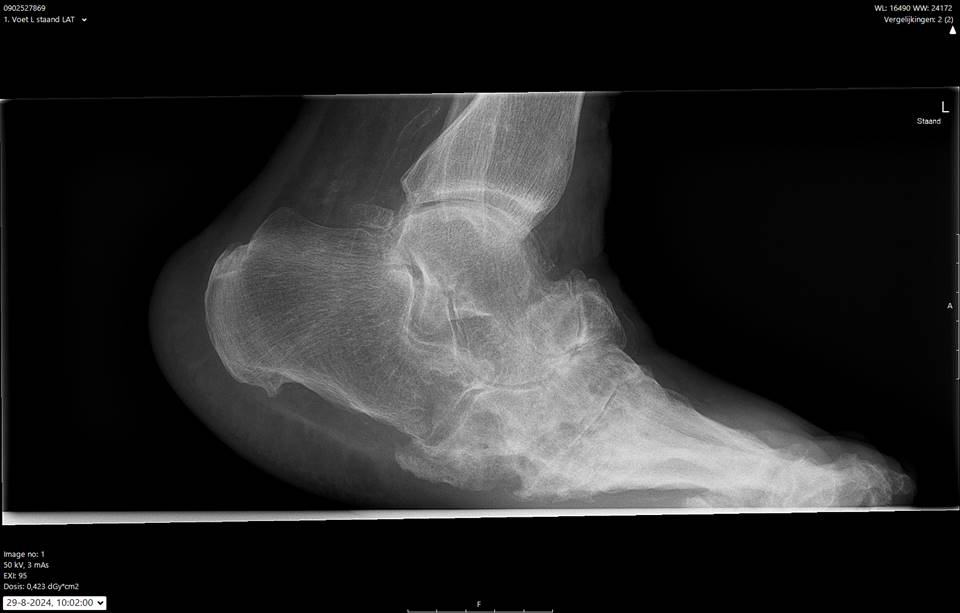 0902527869
1. Voet L staand LAT
WL: 16490 WW: 24172
Vergelijkingen: 2 (2)
L
Staand
A
Image no: 1
50 kV, 3 mAs
EXI: 95
Dosis: 0,423 dGy*cm2
29-8-2024, 10:02:00
F